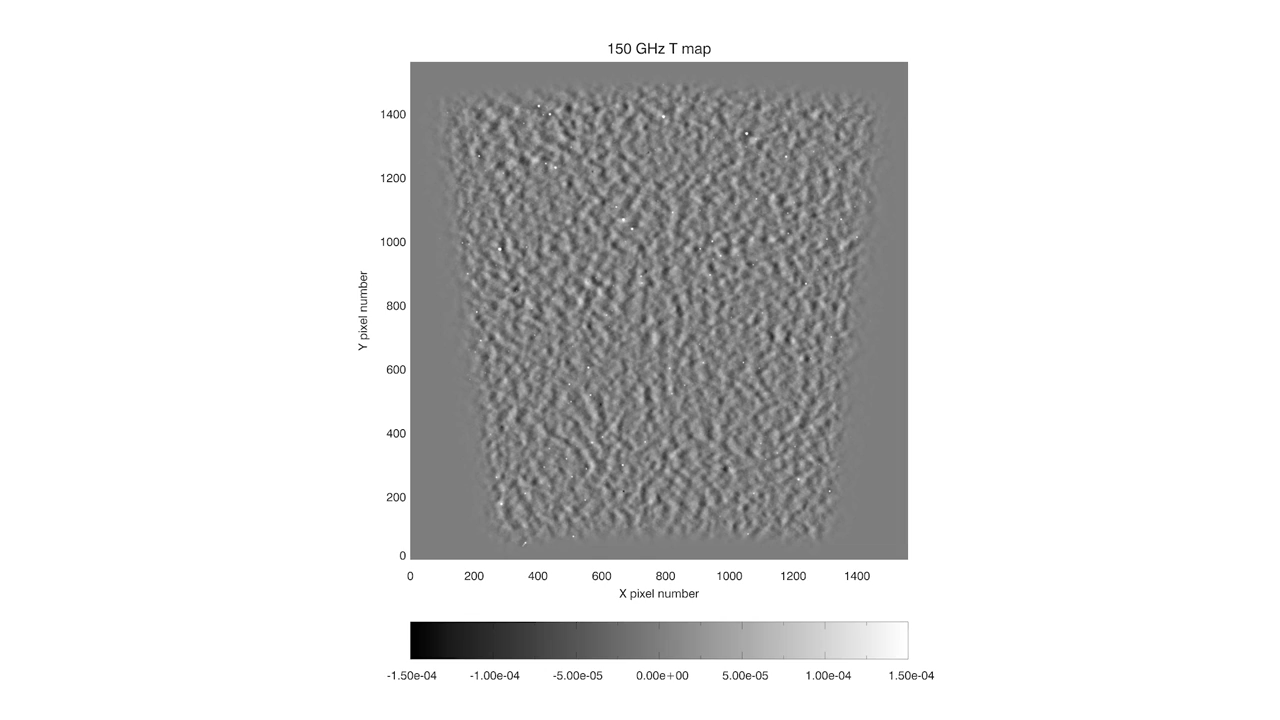 150 GHz T map
1400
1200
1000
800
600
400
200
0
Y pixel number
0 200 400 600 800 1000 1200 1400
X pixel number
-1.50e-04 -1.00e-04 -5.00e-05 0.00e+00 5.00e-05 1.00e-04 1.50e-04